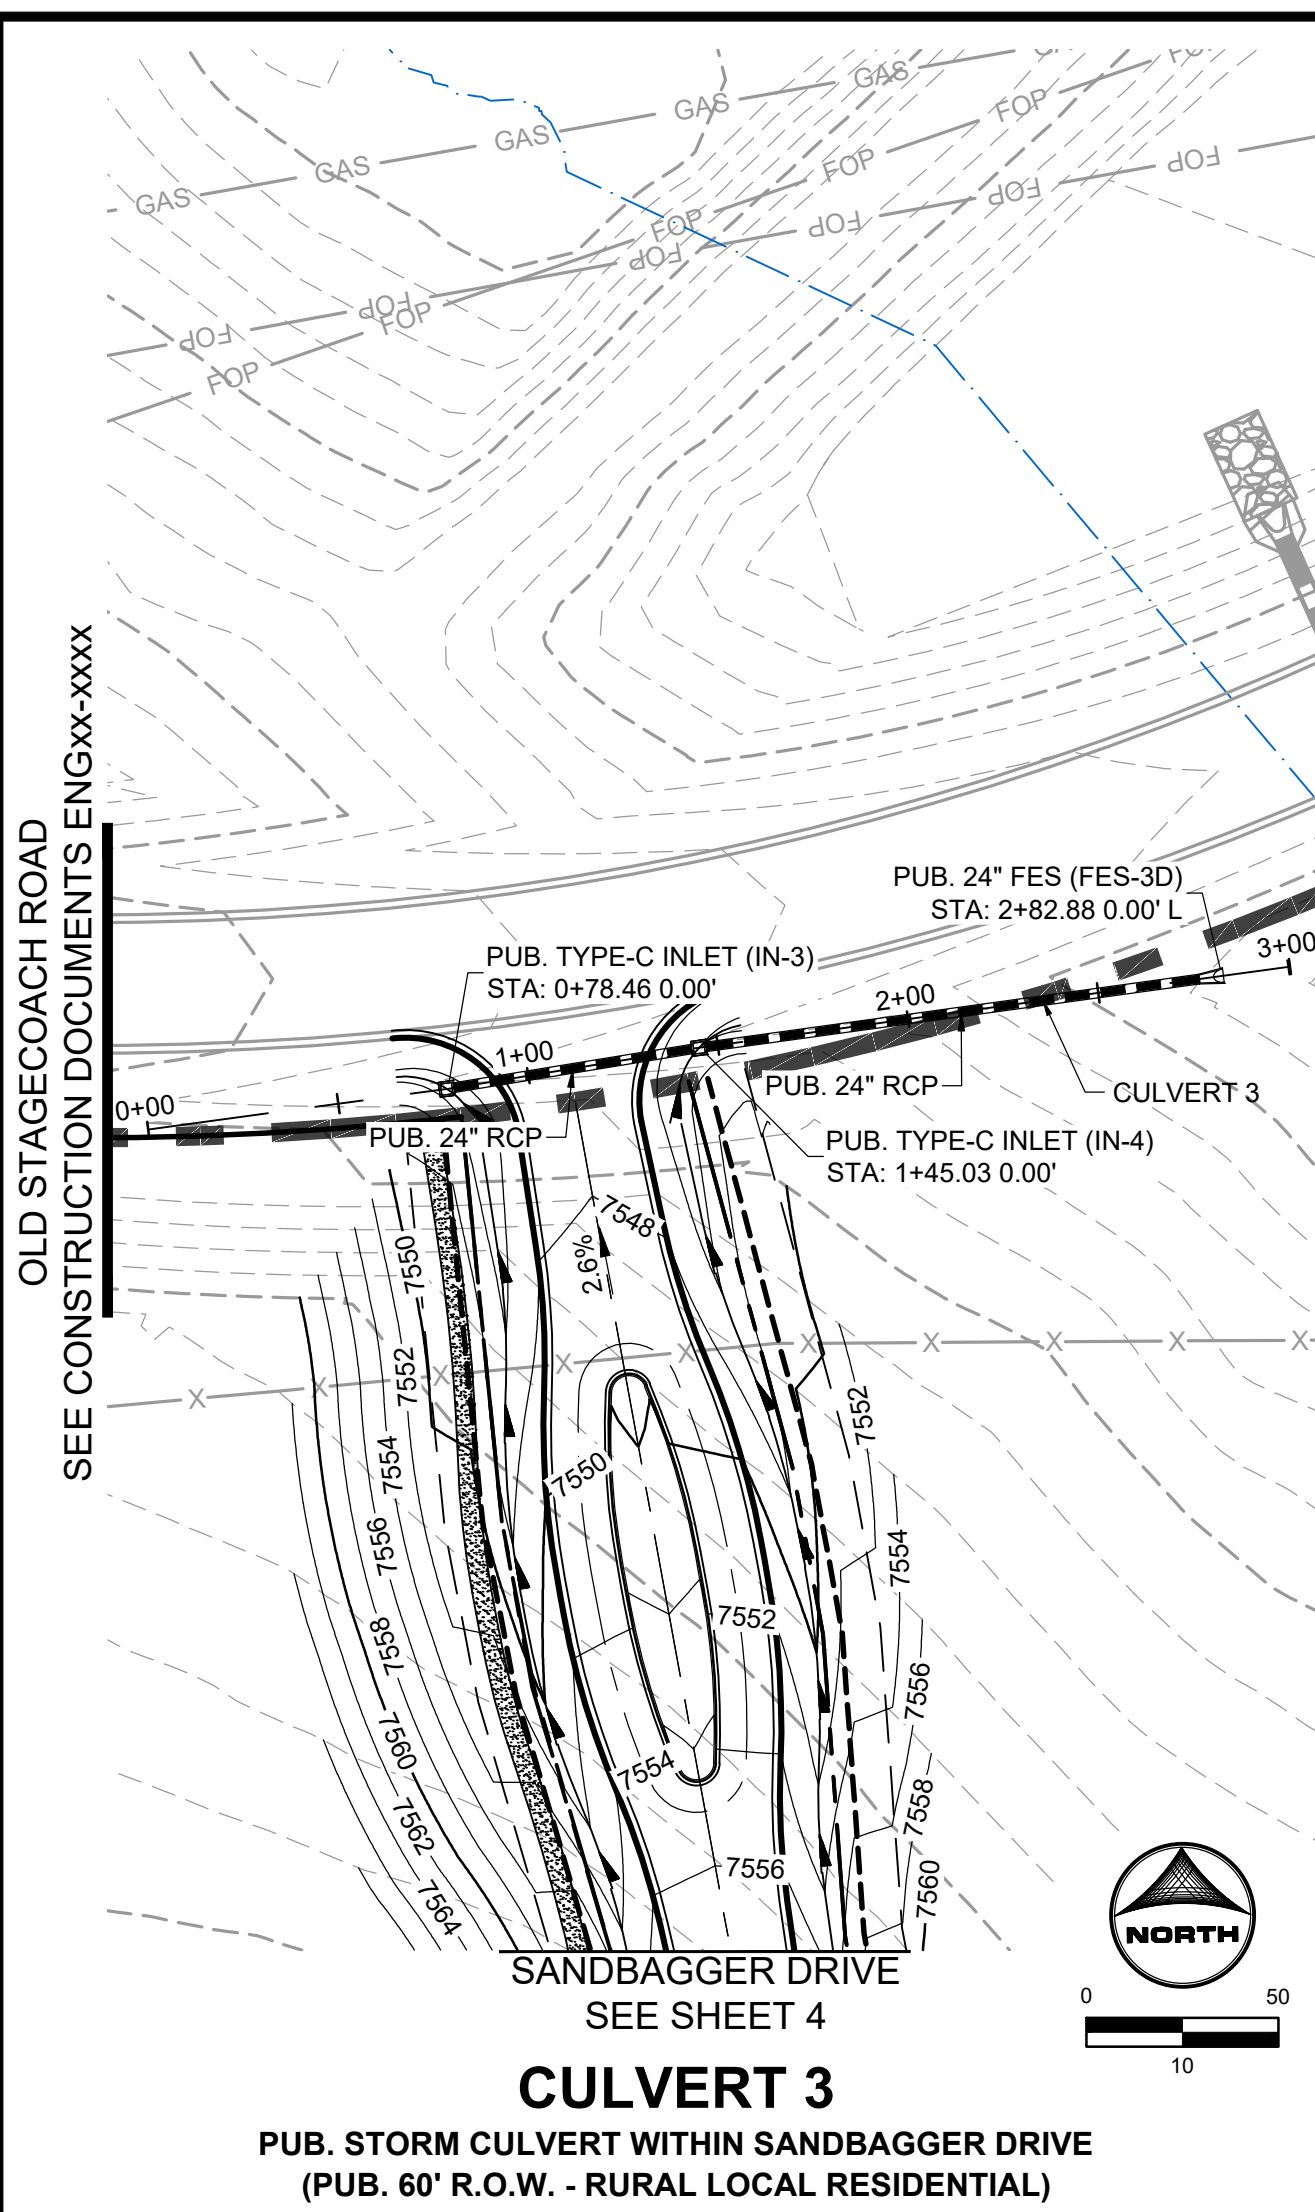 GAS
GAS
GAS
GAS
GAS
FOP
FOP
FOP
FOP
FOP
FOP
FOP
FOP
FOP
FOP
FOP
OLD STAGECOACH ROAD
SEE CONSTRUCTION DOCUMENTS ENGxx-xxxx
PUB. 24" FES (FES-3D)
STA: 2+82.88 0.00' L
PUB. TYPE-C INLET (IN-3)
STA: 0+78.46 0.00'
0+00
1+00
2+00
3+00
PUB. 24" RCP
PUB. 24" RCP
CULVERT 3
PUB. TYPE-C INLET (IN-4)
STA: 1+45.03 0.00'
7548
2.6%
7550
7552
7554
7556
7558
7560
7562
7564
X
X
X
X
X
X
X
X
X
X
7550
7552
7554
7556
7552
7554
7556
7558
7560
NORTH
0
50
10
SANDBAGGER DRIVE
SEE SHEET 4
CULVERT 3
PUB. STORM CULVERT WITHIN SANDBAGGER DRIVE
(PUB. 60' R.O.W. - RURAL LOCAL RESIDENTIAL)